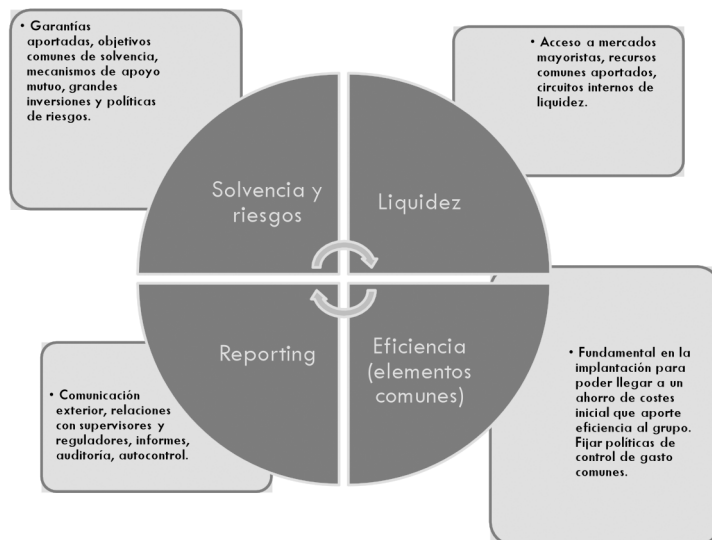 • Garantías
aportadas, objetivos
comunes de solvencia,
mecanismos de apoyo
mutuo, grandes
inversiones y políticas
de riesgos.
• Acceso a mercados
mayoristas, recursos
comunes aportados,
circuitos internos de
liquidez.
Solvencia y
riesgos
Liquidez
Reporting
Eficiencia
(elementos
comunes)
• Comunicación
exterior, relaciones
con supervisores y
reguladores, informes,
auditoría, autocontrol.
• Fundamental en la
implantación para
poder llegar a un
ahorro de costes
inicial que aporte
eficiencia al grupo.
Fijar políticas de
control de gasto
comunes.